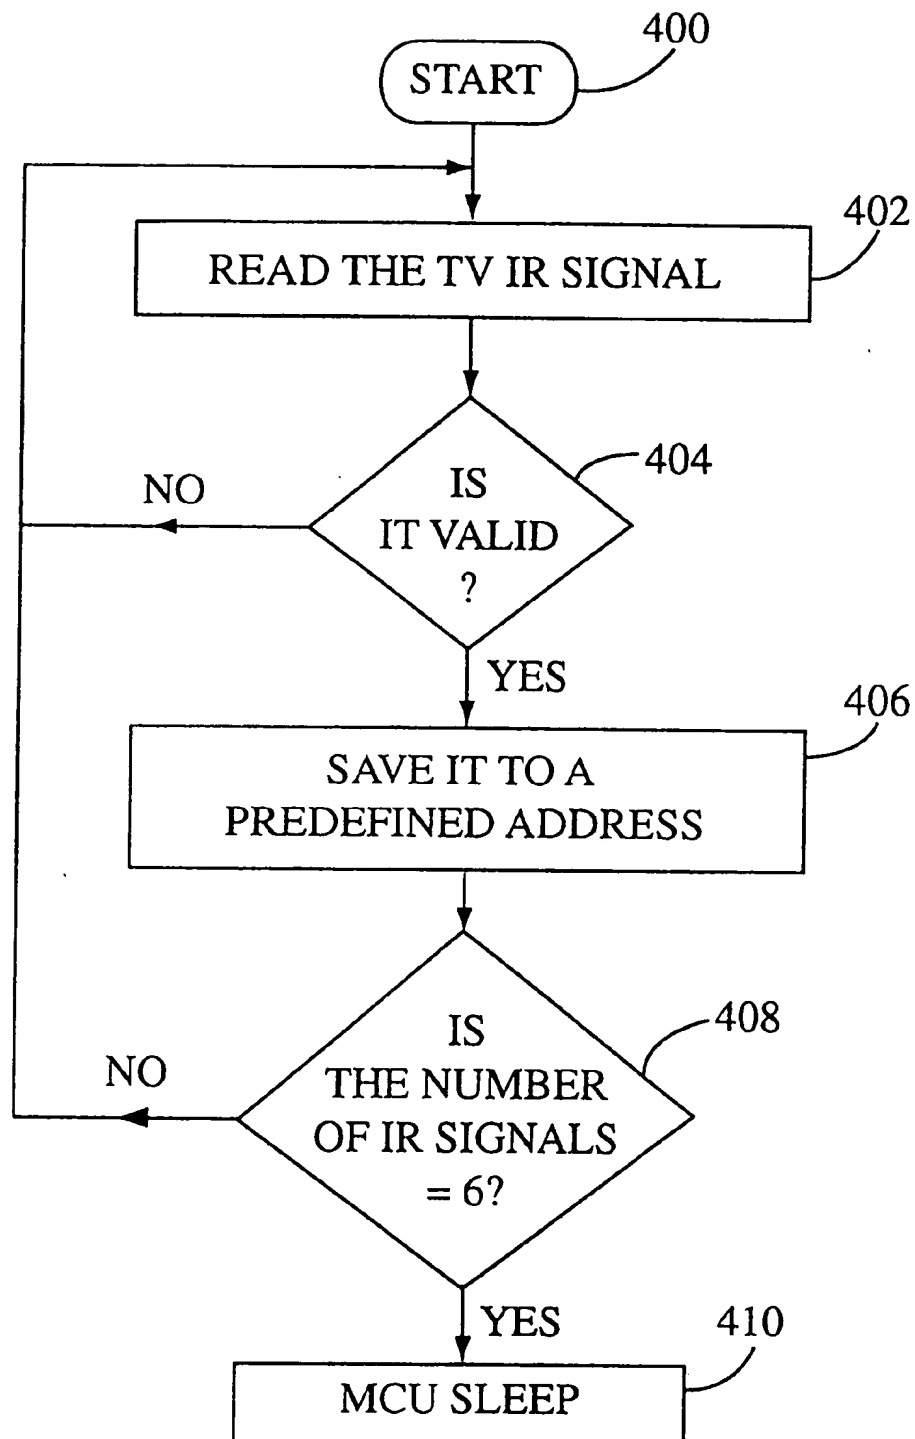 400
START
402
READ THE TV IR SIGNAL
404
IS
IT VALID
?
NO
YES
406
SAVE IT TO A
PREDEFINED ADDRESS
408
IS
THE NUMBER
OF IR SIGNALS
= 6?
NO
YES
410
MCU SLEEP